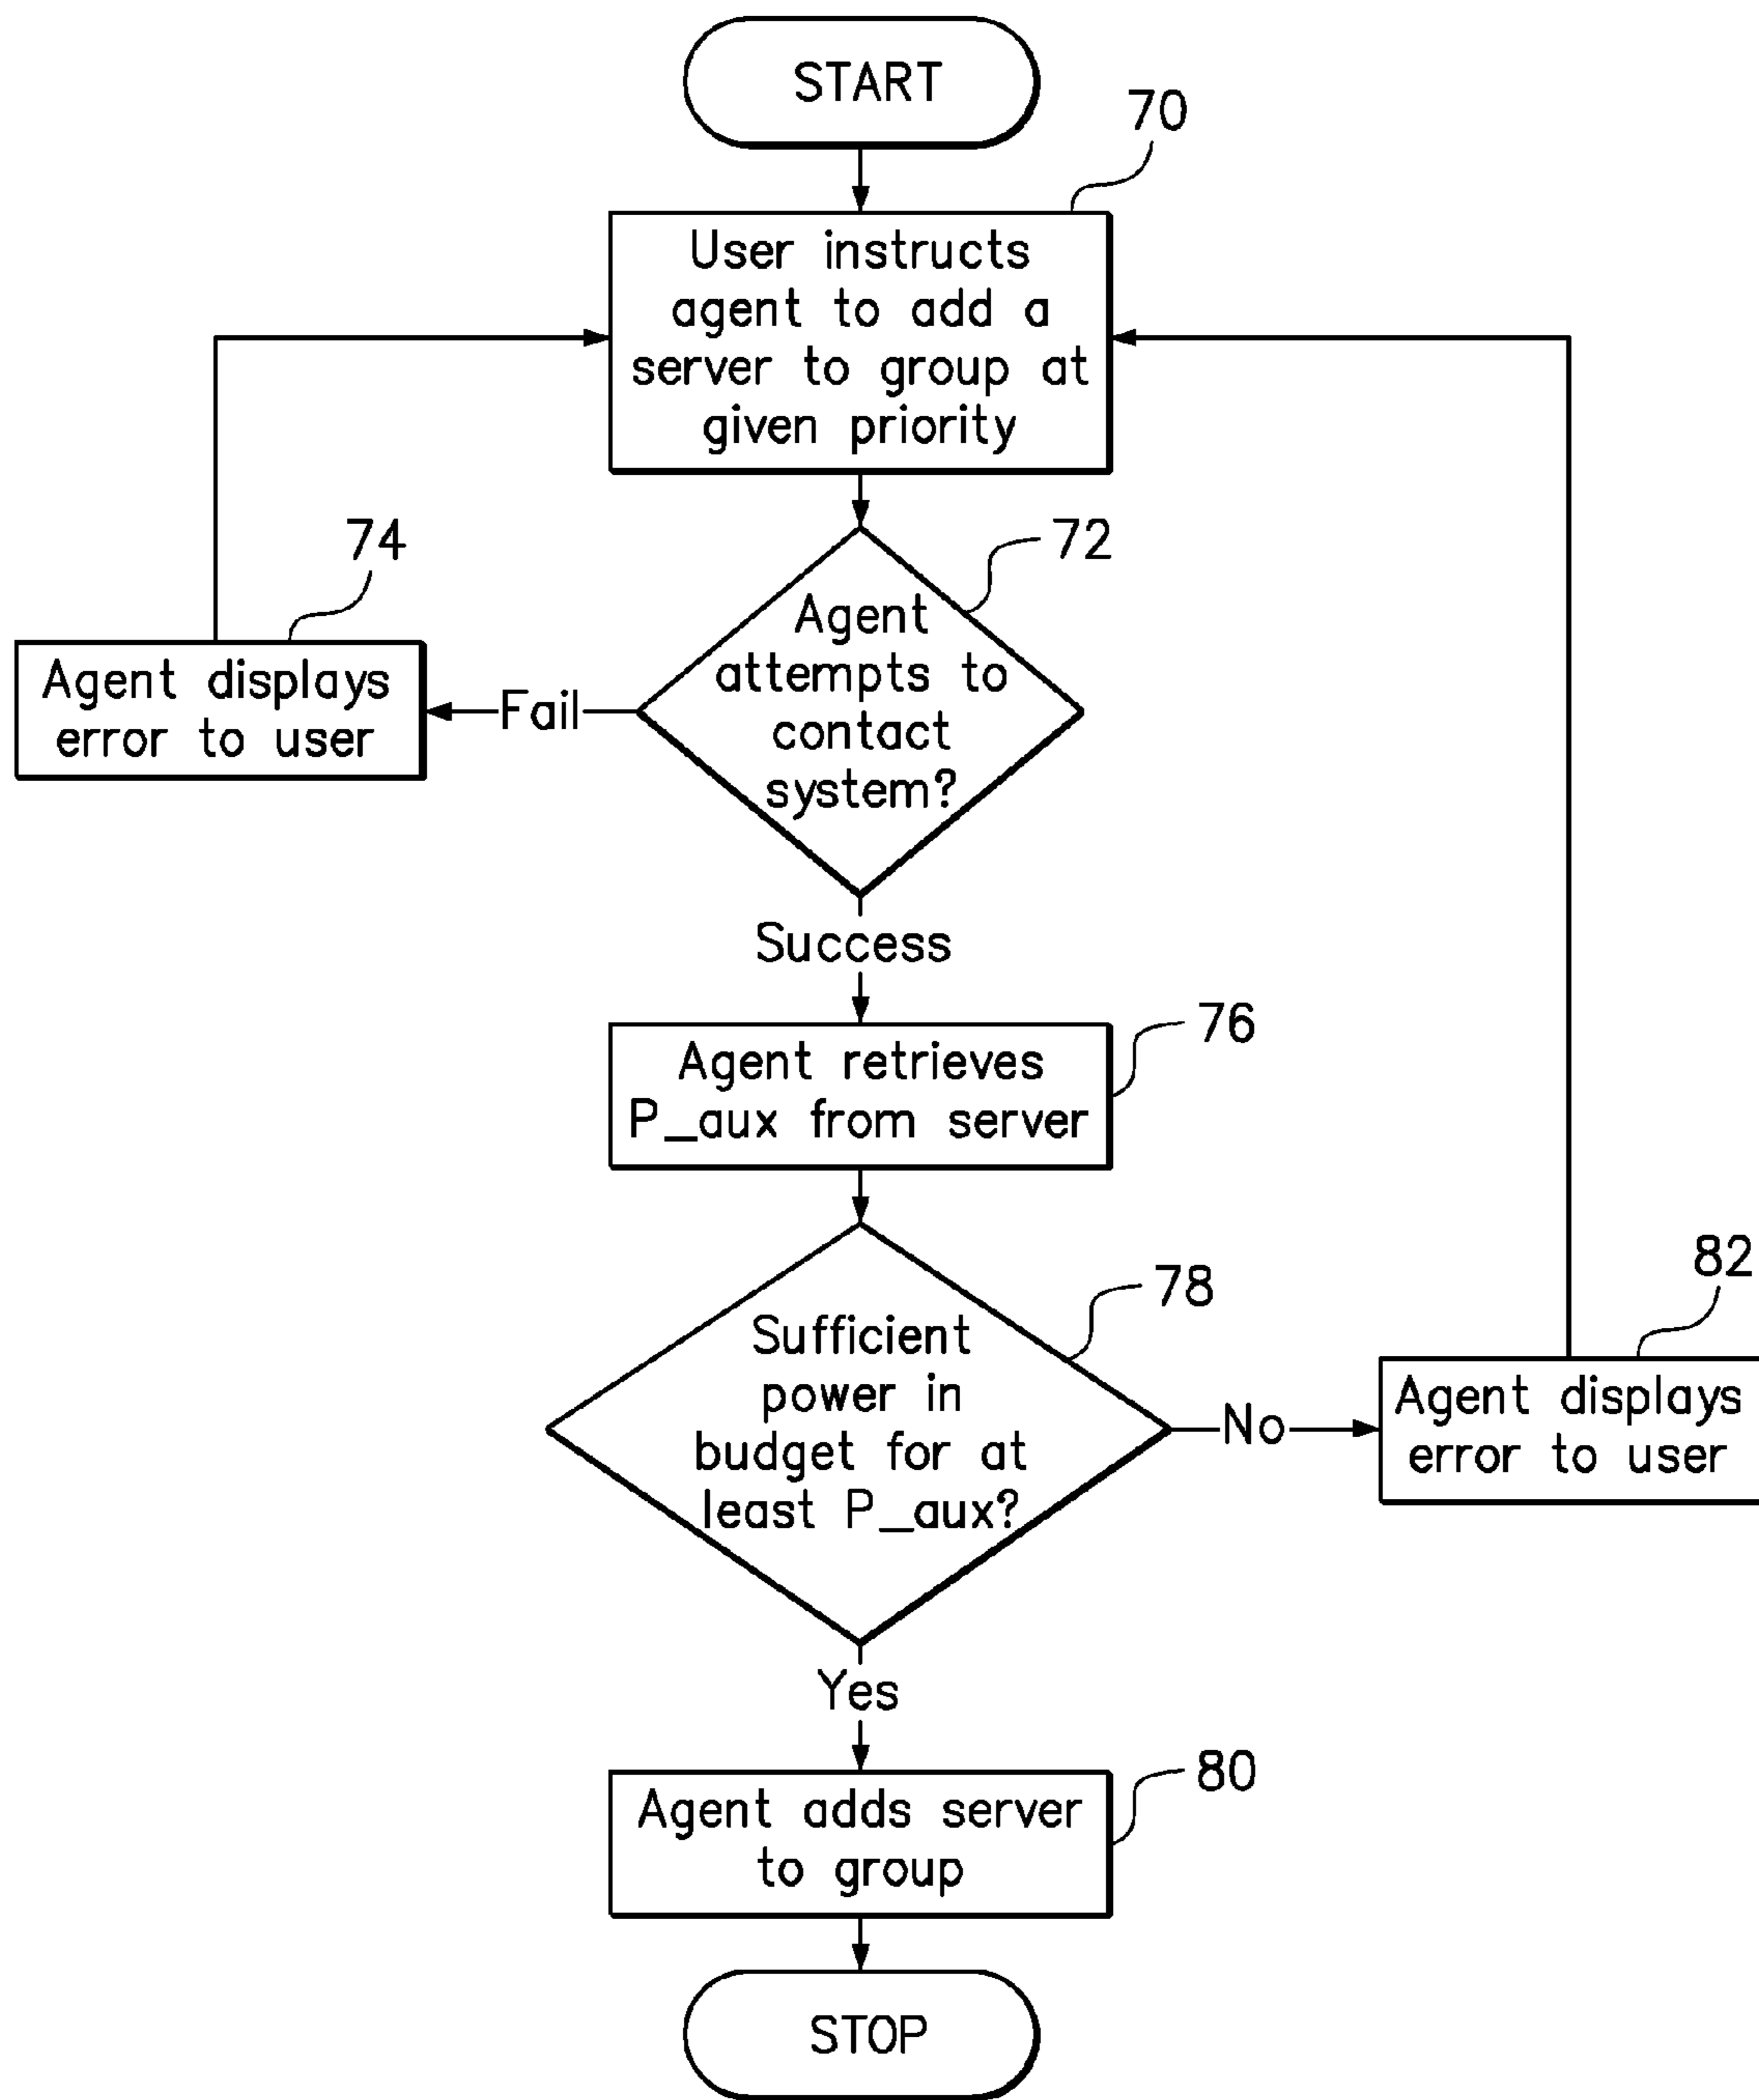 START
70
User instructs
agent to add a
server to group at
given priority
72
Agent
attempts to
contact
system?
Fail
74
Agent displays
error to user
Success
76
Agent retrieves
P_aux from server
78
Sufficient
power in
budget for at
least P_aux?
No
82
Agent displays
error to user
Yes
80
Agent adds server
to group
STOP